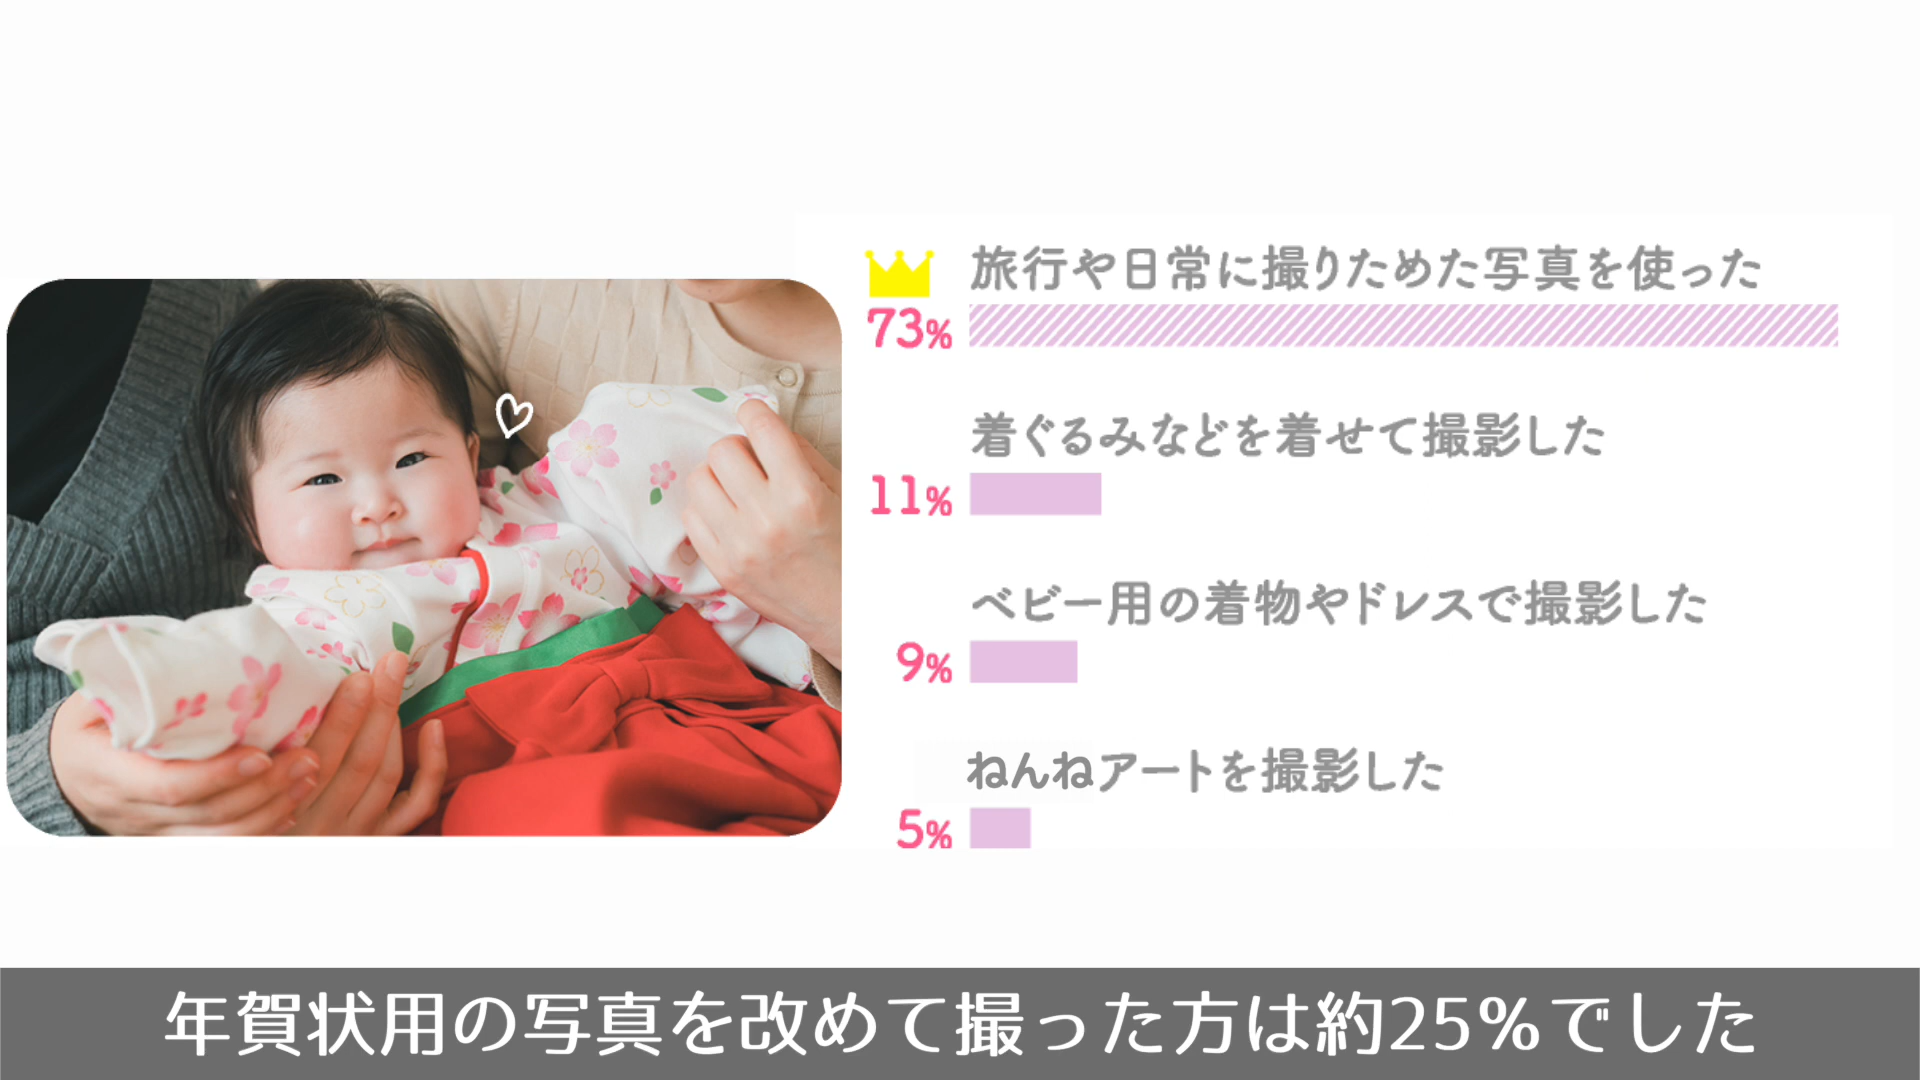 旅行や日常に撮りためた写真を使った
73%
着ぐるみなどを着せて撮影した
11%
ベビー用の着物やドレスで撮影した
9%
ねんねアートを撮影した
5%
年賀状用の写真を改めて撮った方は約25%でした